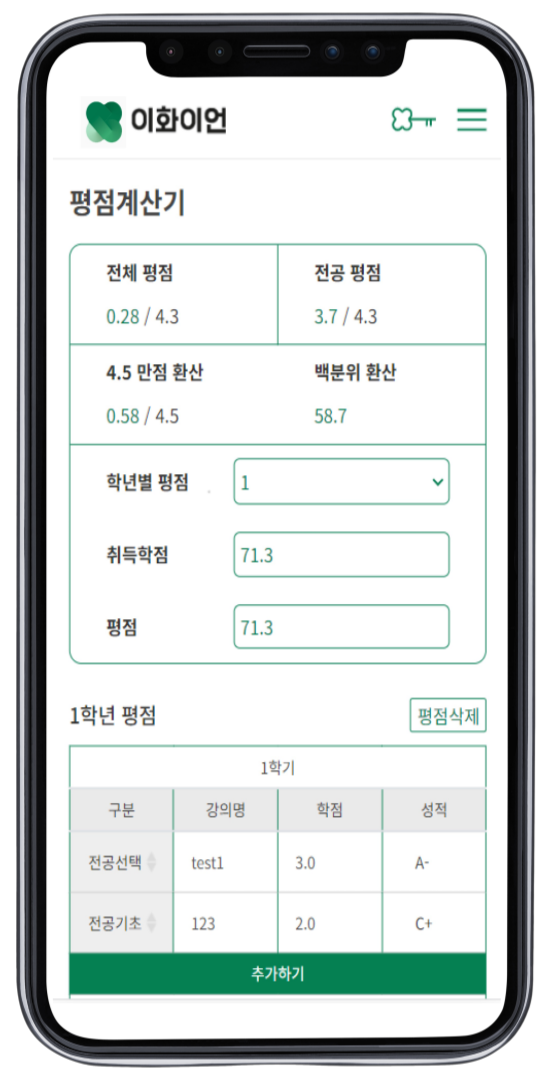 이화이언
평점계산기
전체 평점 전공 평점
0.28 / 4.3 3.7 / 4.3
4.5 만점 환산 백분위 환산
0.58 / 4.5 58.7
학년별 평점 1
취득학점 71.3
평점 71.3
1학년 평점 평점삭제
1학기
구분 강의명 학점 성적
전공선택 test1 3.0 A-
전공기초 123 2.0 C+
추가하기